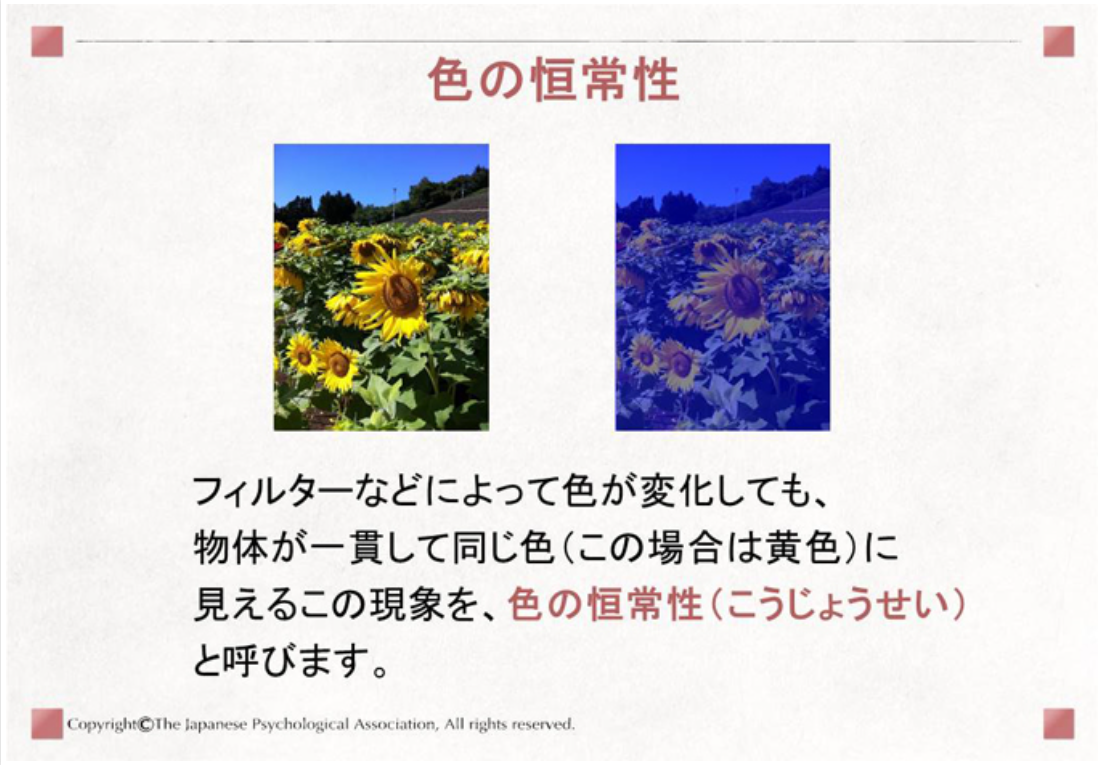 色の恒常性
フィルターなどによって色が変化しても、
物体が一貫して同じ色（この場合は黄色）に
見えるこの現象を、色の恒常性（こうじょうせい）
と呼びます。
Copyright©The Japanese Psychological Association, All rights reserved.